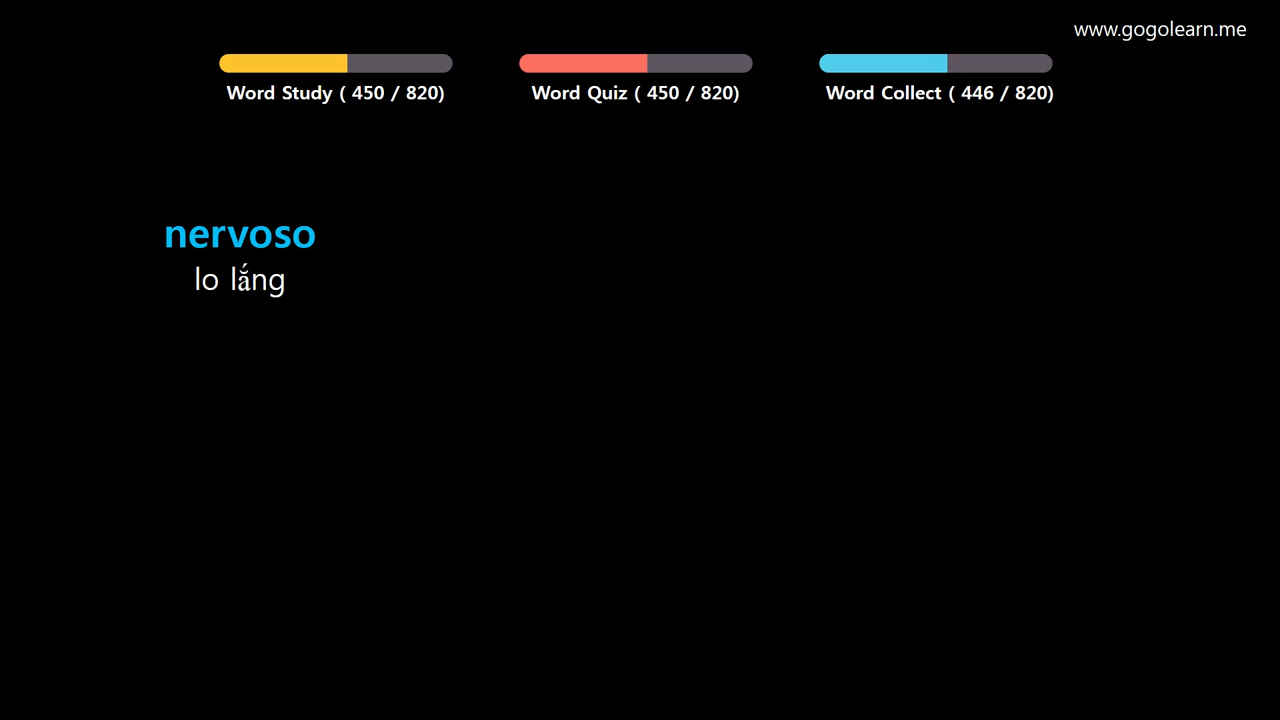 www.gogolearn.me
Word Study ( 450 / 820)
Word Quiz ( 450 / 820)
Word Collect ( 446 / 820)
nervoso
lo lắng